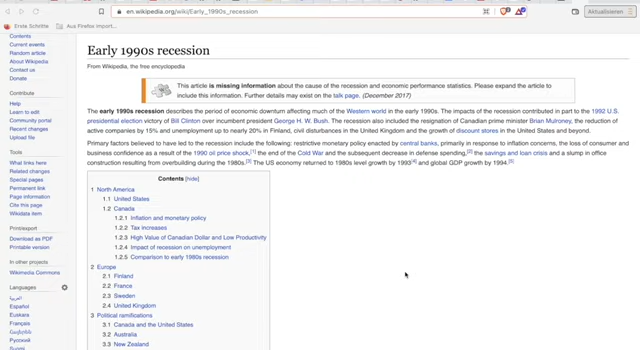 en.wikipedia.org/wiki/Early_1990s_recession
Aktualisieren
Erste Schritte
Aus Firefox import...
Contents
Current events
Random article
About Wikipedia
Contact us
Donate
Contribute
Help
Learn to edit
Community portal
Recent changes
Upload file
Tools
What links here
Related changes
Special pages
Permanent link
Page information
Cite this page
Wikidata item
Print/export
Download as PDF
Printable version
In other projects
Wikimedia Commons
Languages
العربية
Español
Euskara
Français
Русский
Suomi
Early 1990s recession
From Wikipedia, the free encyclopedia
This article is missing information about the cause of the recession and economic performance statistics. Please expand the article to
include this information. Further details may exist on the talk page. (December 2017)
The early 1990s recession describes the period of economic downturn affecting much of the Western world in the early 1990s. The impacts of the recession contributed in part to the 1992 U.S.
presidential election victory of Bill Clinton over incumbent president George H. W. Bush. The recession also included the resignation of Canadian prime minister Brian Mulroney, the reduction of
active companies by 15% and unemployment up to nearly 20% in Finland, civil disturbances in the United Kingdom and the growth of discount stores in the United States and beyond.
Primary factors believed to have led to the recession include the following: restrictive monetary policy enacted by central banks, primarily in response to inflation concerns, the loss of consumer and
business confidence as a result of the 1990 oil price shock,[1] the end of the Cold War and the subsequent decrease in defense spending,[2] the savings and loan crisis and a slump in office
construction resulting from overbuilding during the 1980s.[3] The US economy returned to 1980s level growth by 1993[4] and global GDP growth by 1994.[5]
Contents [hide]
1 North America
1.1 United States
1.2 Canada
1.2.1 Inflation and monetary policy
1.2.2 Tax increases
1.2.3 High Value of Canadian Dollar and Low Productivity
1.2.4 Impact of recession on unemployment
1.2.5 Comparison to early 1980s recession
2 Europe
2.1 Finland
2.2 France
2.3 Sweden
2.4 United Kingdom
3 Political ramifications
3.1 Canada and the United States
3.2 Australia
3.3 New Zealand